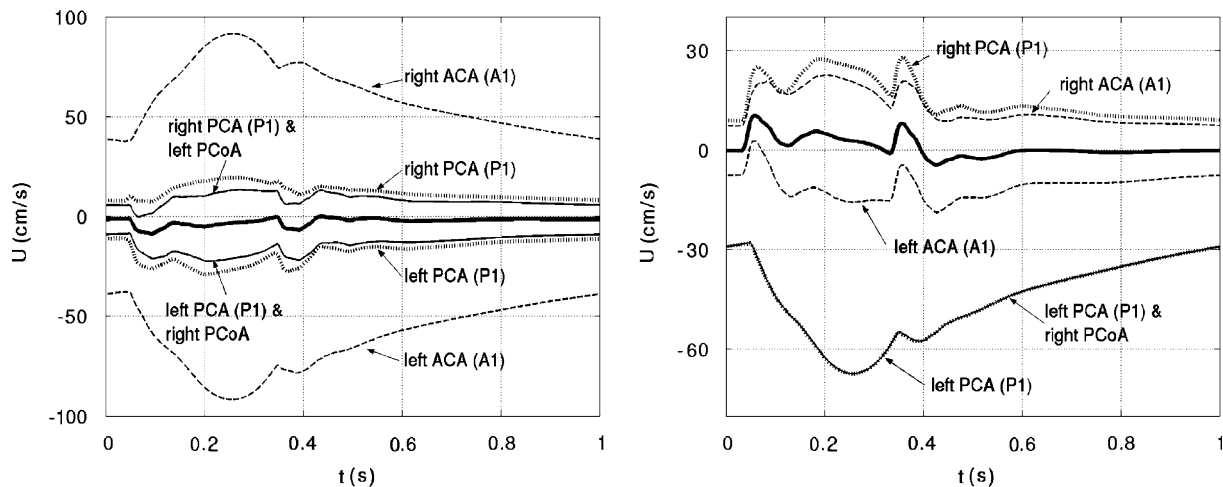 100
50
0
-50
-100
U (cm/s)
0
0.2
0.4
0.6
0.8
1
t (s)
right ACA (A1)
right PCA (P1) &
left PCoA
right PCA (P1)
left PCA (P1)
left PCA (P1) &
right PCoA
left ACA (A1)
30
0
-30
-60
U (cm/s)
0
0.2
0.4
0.6
0.8
1
t (s)
right PCA (P1)
right ACA (A1)
left ACA (A1)
left PCA (P1) &
right PCoA
left PCA (P1)